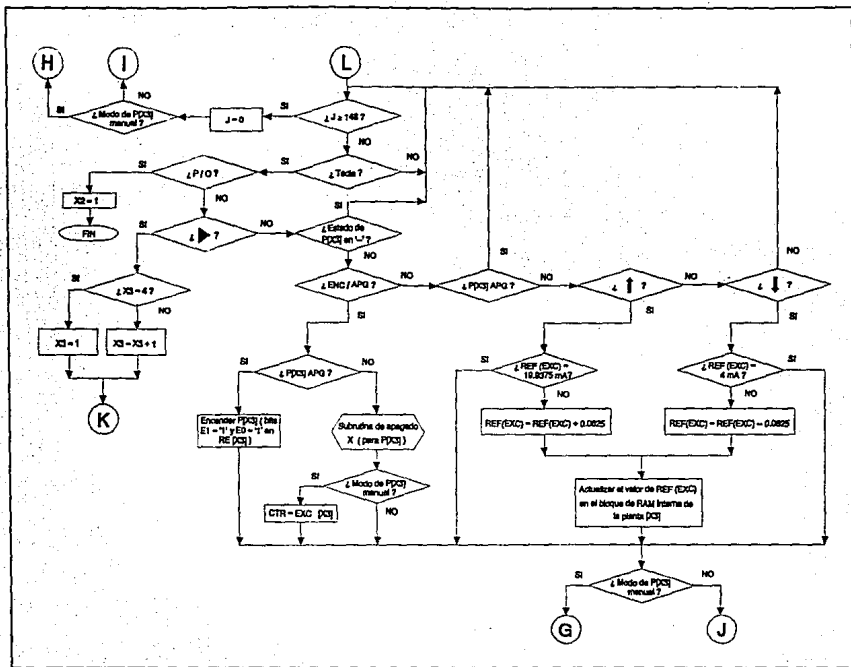 H
I
L
SI
¿ Modo de P[X3]
manual ?
NO
J = 0
SI
¿ J ≥ 148 ?
NO
SI
¿ P / O ?
SI
¿ Tecla ?
NO
X2 = 1
FIN
NO
SI
¿ ▶ ?
NO
SI
¿ Estado de
P[X3] en "–" ?
NO
SI
¿ X3 = 4 ?
NO
X3 = 1
X3 = X3 + 1
K
¿ ENC / APG ?
NO
SI
SI
¿ P[X3] APG ?
NO
¿ ⬆ ?
NO
SI
NO
¿ ⬇ ?
SI
SI
¿ P[X3] APG ?
NO
Encender P[X3] ( bits
E1 = "1" y E0 = "1" en
RE [X3] )
Subrutina de apagado
X ( para P[X3] )
SI
¿ Modo de P[X3]
manual ?
NO
CTR = EXC [X3]
SI
¿ REF (EXC) =
19.9375 mA?
NO
REF(EXC) = REF(EXC) + 0.0625
¿ REF (EXC) =
4 mA ?
SI
NO
REF(EXC) = REF(EXC) – 0.0625
Actualizar el valor de REF (EXC)
en el bloque de RAM interna de
la planta [X3]
SI
¿ Modo de P[X3]
manual ?
NO
G
J